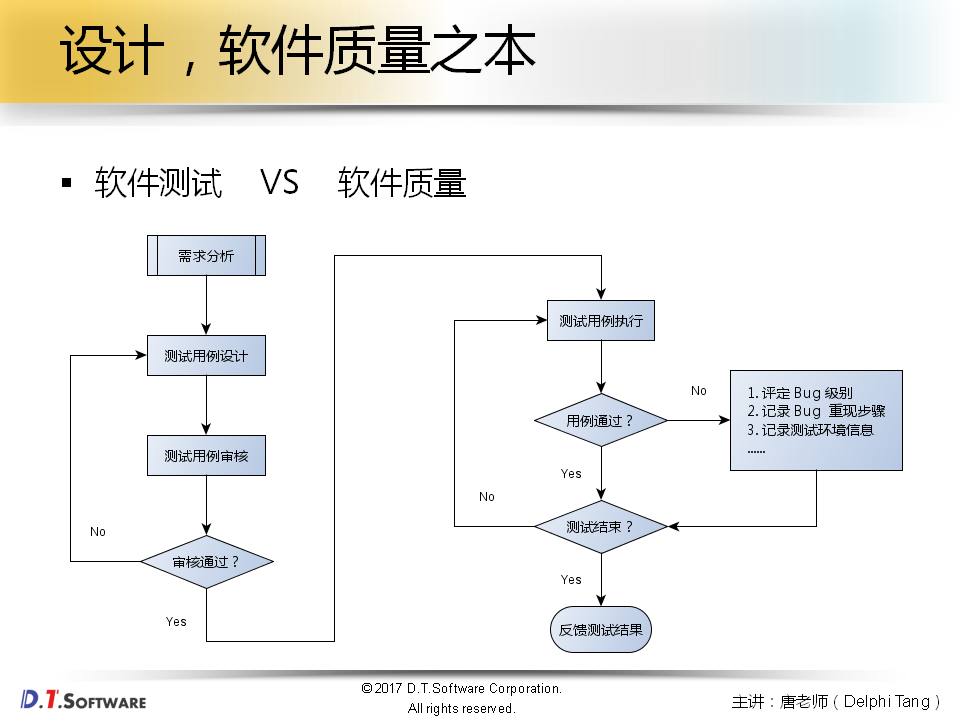 设计，软件质量之本
▪ 软件测试 VS 软件质量
需求分析
测试用例设计
测试用例审核
No
审核通过？
Yes
测试用例执行
用例通过？
No
1. 评定 Bug 级别
2. 记录 Bug 重现步骤
3. 记录测试环境信息
......
Yes
No
测试结束？
Yes
反馈测试结果
D.T.SOFTWARE
©2017 D.T.Software Corporation.
All rights reserved.
主讲：唐老师（Delphi Tang）